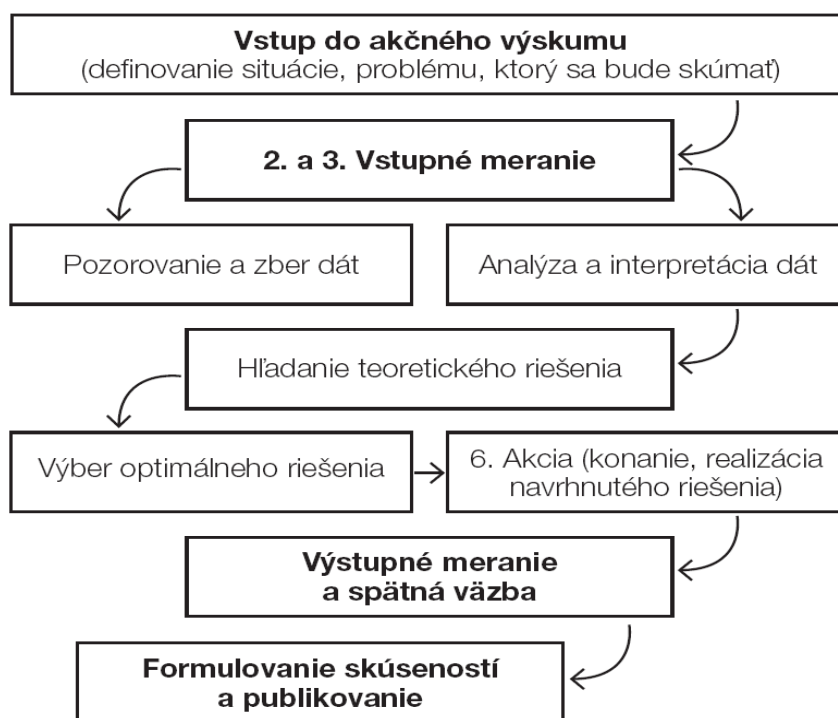 Vstup do akčného výskumu
(definovanie situácie, problému, ktorý sa bude skúmať)
2. a 3. Vstupné meranie
Pozorovanie a zber dát
Analýza a interpretácia dát
Hľadanie teoretického riešenia
Výber optimálneho riešenia
6. Akcia (konanie, realizácia
navrhnutého riešenia)
Výstupné meranie
a spätná väzba
Formulovanie skúseností
a publikovanie